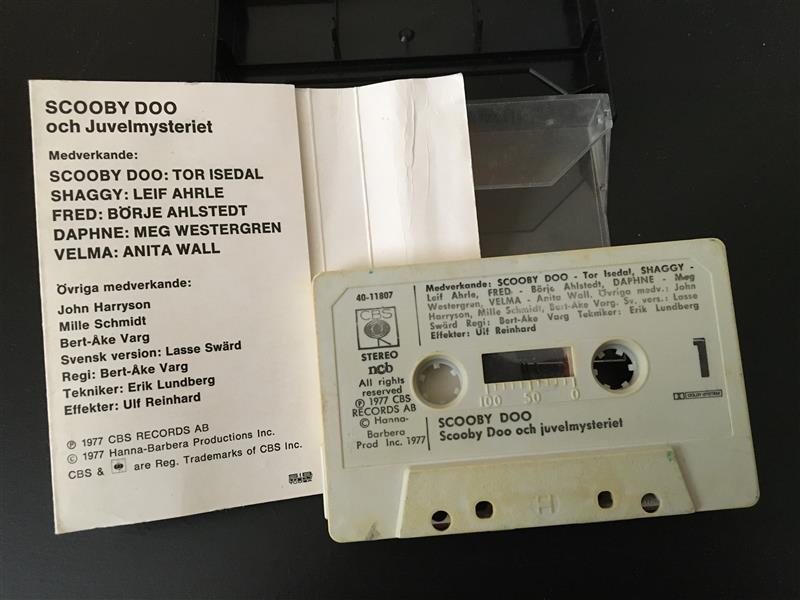 SCOOBY DOO
och Juvelmysteriet
Medverkande:
SCOOBY DOO: TOR ISEDAL
SHAGGY: LEIF AHRLE
FRED: BÖRJE AHLSTEDT
DAPHNE: MEG WESTERGREN
VELMA: ANITA WALL
Övriga medverkande:
John Harryson
Mille Schmidt
Bert-Åke Varg
Svensk version: Lasse Swärd
Regi: Bert-Åke Varg
Tekniker: Erik Lundberg
Effekter: Ulf Reinhard
℗ 1977 CBS RECORDS AB
© 1977 Hanna-Barbera Productions Inc.
CBS & are Reg. Trademarks of CBS Inc.
40-11807
CBS
STEREO
ncb
All rights
reserved
℗ 1977 CBS
RECORDS AB
© Hanna-
Barbera
Prod Inc. 1977
Medverkande: SCOOBY DOO - Tor Isedal, SHAGGY -
Leif Ahrle, FRED - Börje Ahlstedt, DAPHNE - Meg
Westergren, VELMA - Anita Wall. Övriga medv.: John
Harryson, Mille Schmidt, Bert-Åke Varg. Sv. vers.: Lasse
Swärd Regi: Bert-Åke Varg Tekniker: Erik Lundberg
Effekter: Ulf Reinhard
1
100 50 0
DOLBY SYSTEM
SCOOBY DOO
Scooby Doo och juvelmysteriet